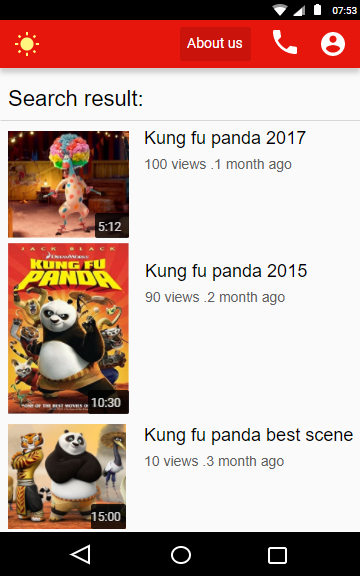 07:53
About us
Search result:
Kung fu panda 2017
100 views .1 month ago
5:12
JACK BLACK
DREAMWORKS
KUNG FU
PANDA
Kung fu panda 2015
90 views .2 month ago
10:30
Kung fu panda best scene
10 views .3 month ago
15:00